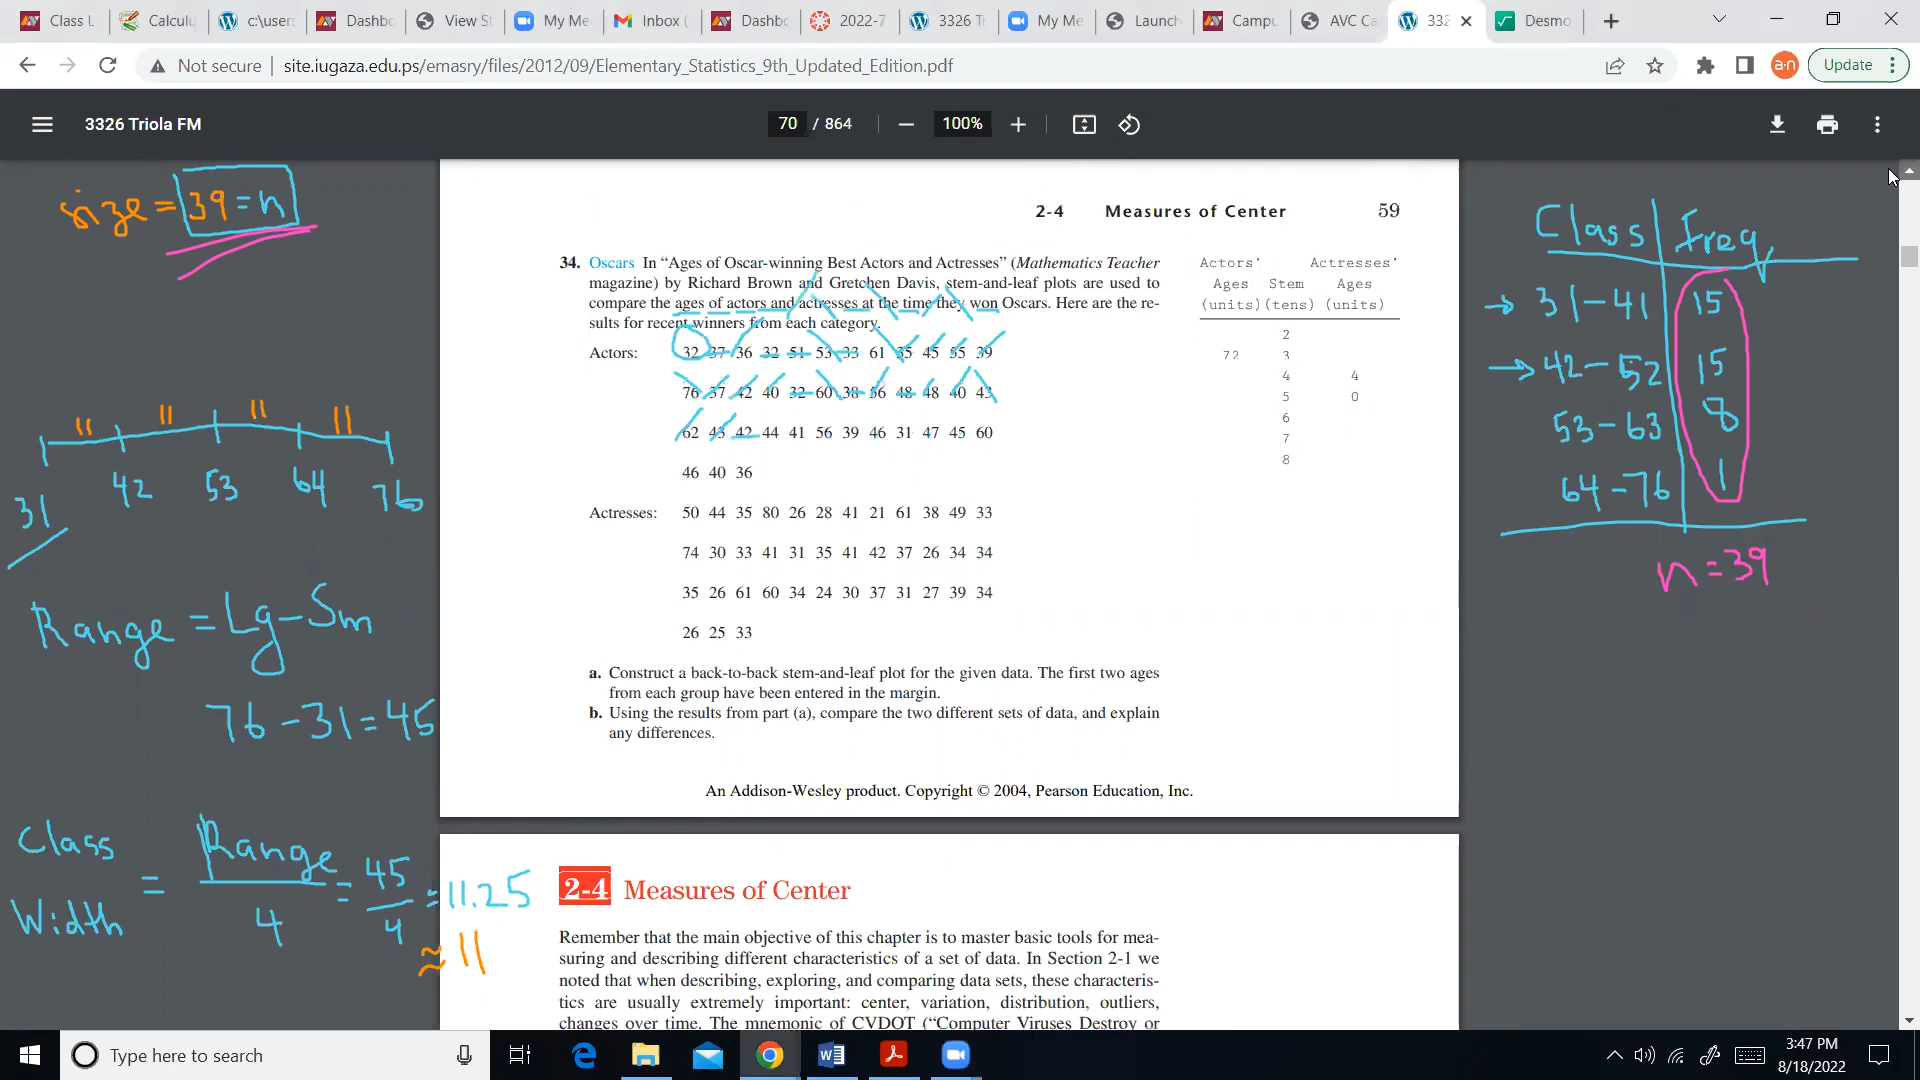 Class L
Calculu
c:\users
Dashbo
View St
My Me
Inbox (
Dashb
2022-7
3326 Tr
My Me
Launch
Campu
AVC Ca
332
Desmo
Not secure | site.iugaza.edu.ps/emasry/files/2012/09/Elementary_Statistics_9th_Updated_Edition.pdf
a-n
Update
3326 Triola FM
70 / 864
100%
size = 39 = n
11 11 11 11
31 42 53 64 76
Range = Lg - Sm
76 - 31 = 45
Class Width = Range / 4 = 45 / 4 = 11.25
≈ 11
2-4 Measures of Center 59
34. Oscars In “Ages of Oscar-winning Best Actors and Actresses” (Mathematics Teacher
magazine) by Richard Brown and Gretchen Davis, stem-and-leaf plots are used to
compare the ages of actors and actresses at the time they won Oscars. Here are the re-
sults for recent winners from each category.
Actors: 32 37 36 32 51 53 33 61 35 45 55 39
76 37 42 40 32 60 38 56 48 48 40 43
62 43 42 44 41 56 39 46 31 47 45 60
46 40 36
Actresses: 50 44 35 80 26 28 41 21 61 38 49 33
74 30 33 41 31 35 41 42 37 26 34 34
35 26 61 60 34 24 30 37 31 27 39 34
26 25 33
a. Construct a back-to-back stem-and-leaf plot for the given data. The first two ages
from each group have been entered in the margin.
b. Using the results from part (a), compare the two different sets of data, and explain
any differences.
Actors’ Actresses’
Ages Stem Ages
(units) (tens) (units)
2
72 3
4 4
5 0
6
7
8
An Addison-Wesley product. Copyright © 2004, Pearson Education, Inc.
2-4 Measures of Center
Remember that the main objective of this chapter is to master basic tools for mea-
suring and describing different characteristics of a set of data. In Section 2-1 we
noted that when describing, exploring, and comparing data sets, these characteris-
tics are usually extremely important: center, variation, distribution, outliers,
changes over time. The mnemonic of CVDOT (“Computer Viruses Destroy or
Class Freq
→ 31 - 41 15
→ 42 - 52 15
53 - 63 8
64 - 76 1
n = 39
Type here to search
3:47 PM
8/18/2022